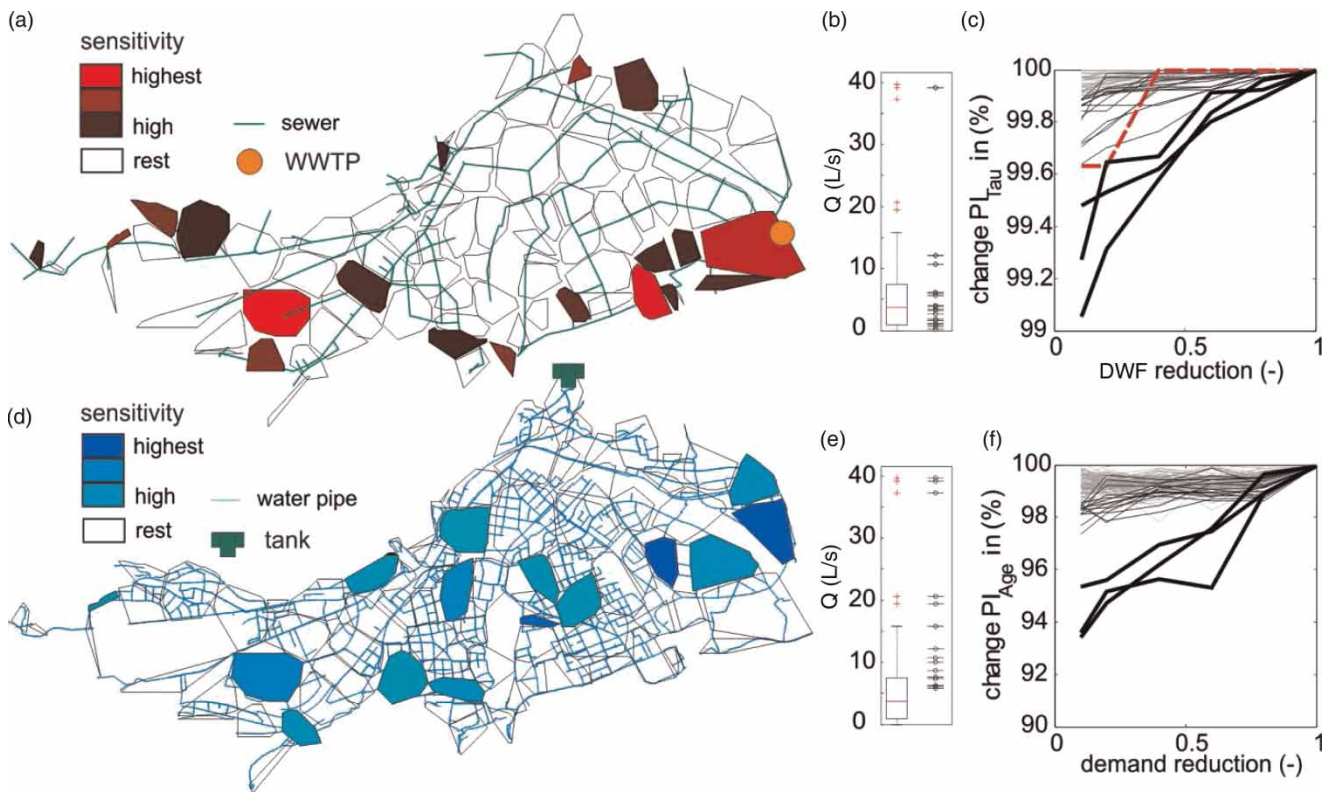 (a)
sensitivity
highest
high
rest
sewer
WWTP
(b)
Q (L/s)
40
30
20
10
0
(c)
change PI_Tau in (%)
100
99.8
99.6
99.4
99.2
99
0
0.5
1
DWF reduction (-)
(d)
sensitivity
highest
high
rest
water pipe
tank
(e)
Q (L/s)
40
30
20
10
0
(f)
change PI_Age in (%)
100
98
96
94
92
90
0
0.5
1
demand reduction (-)